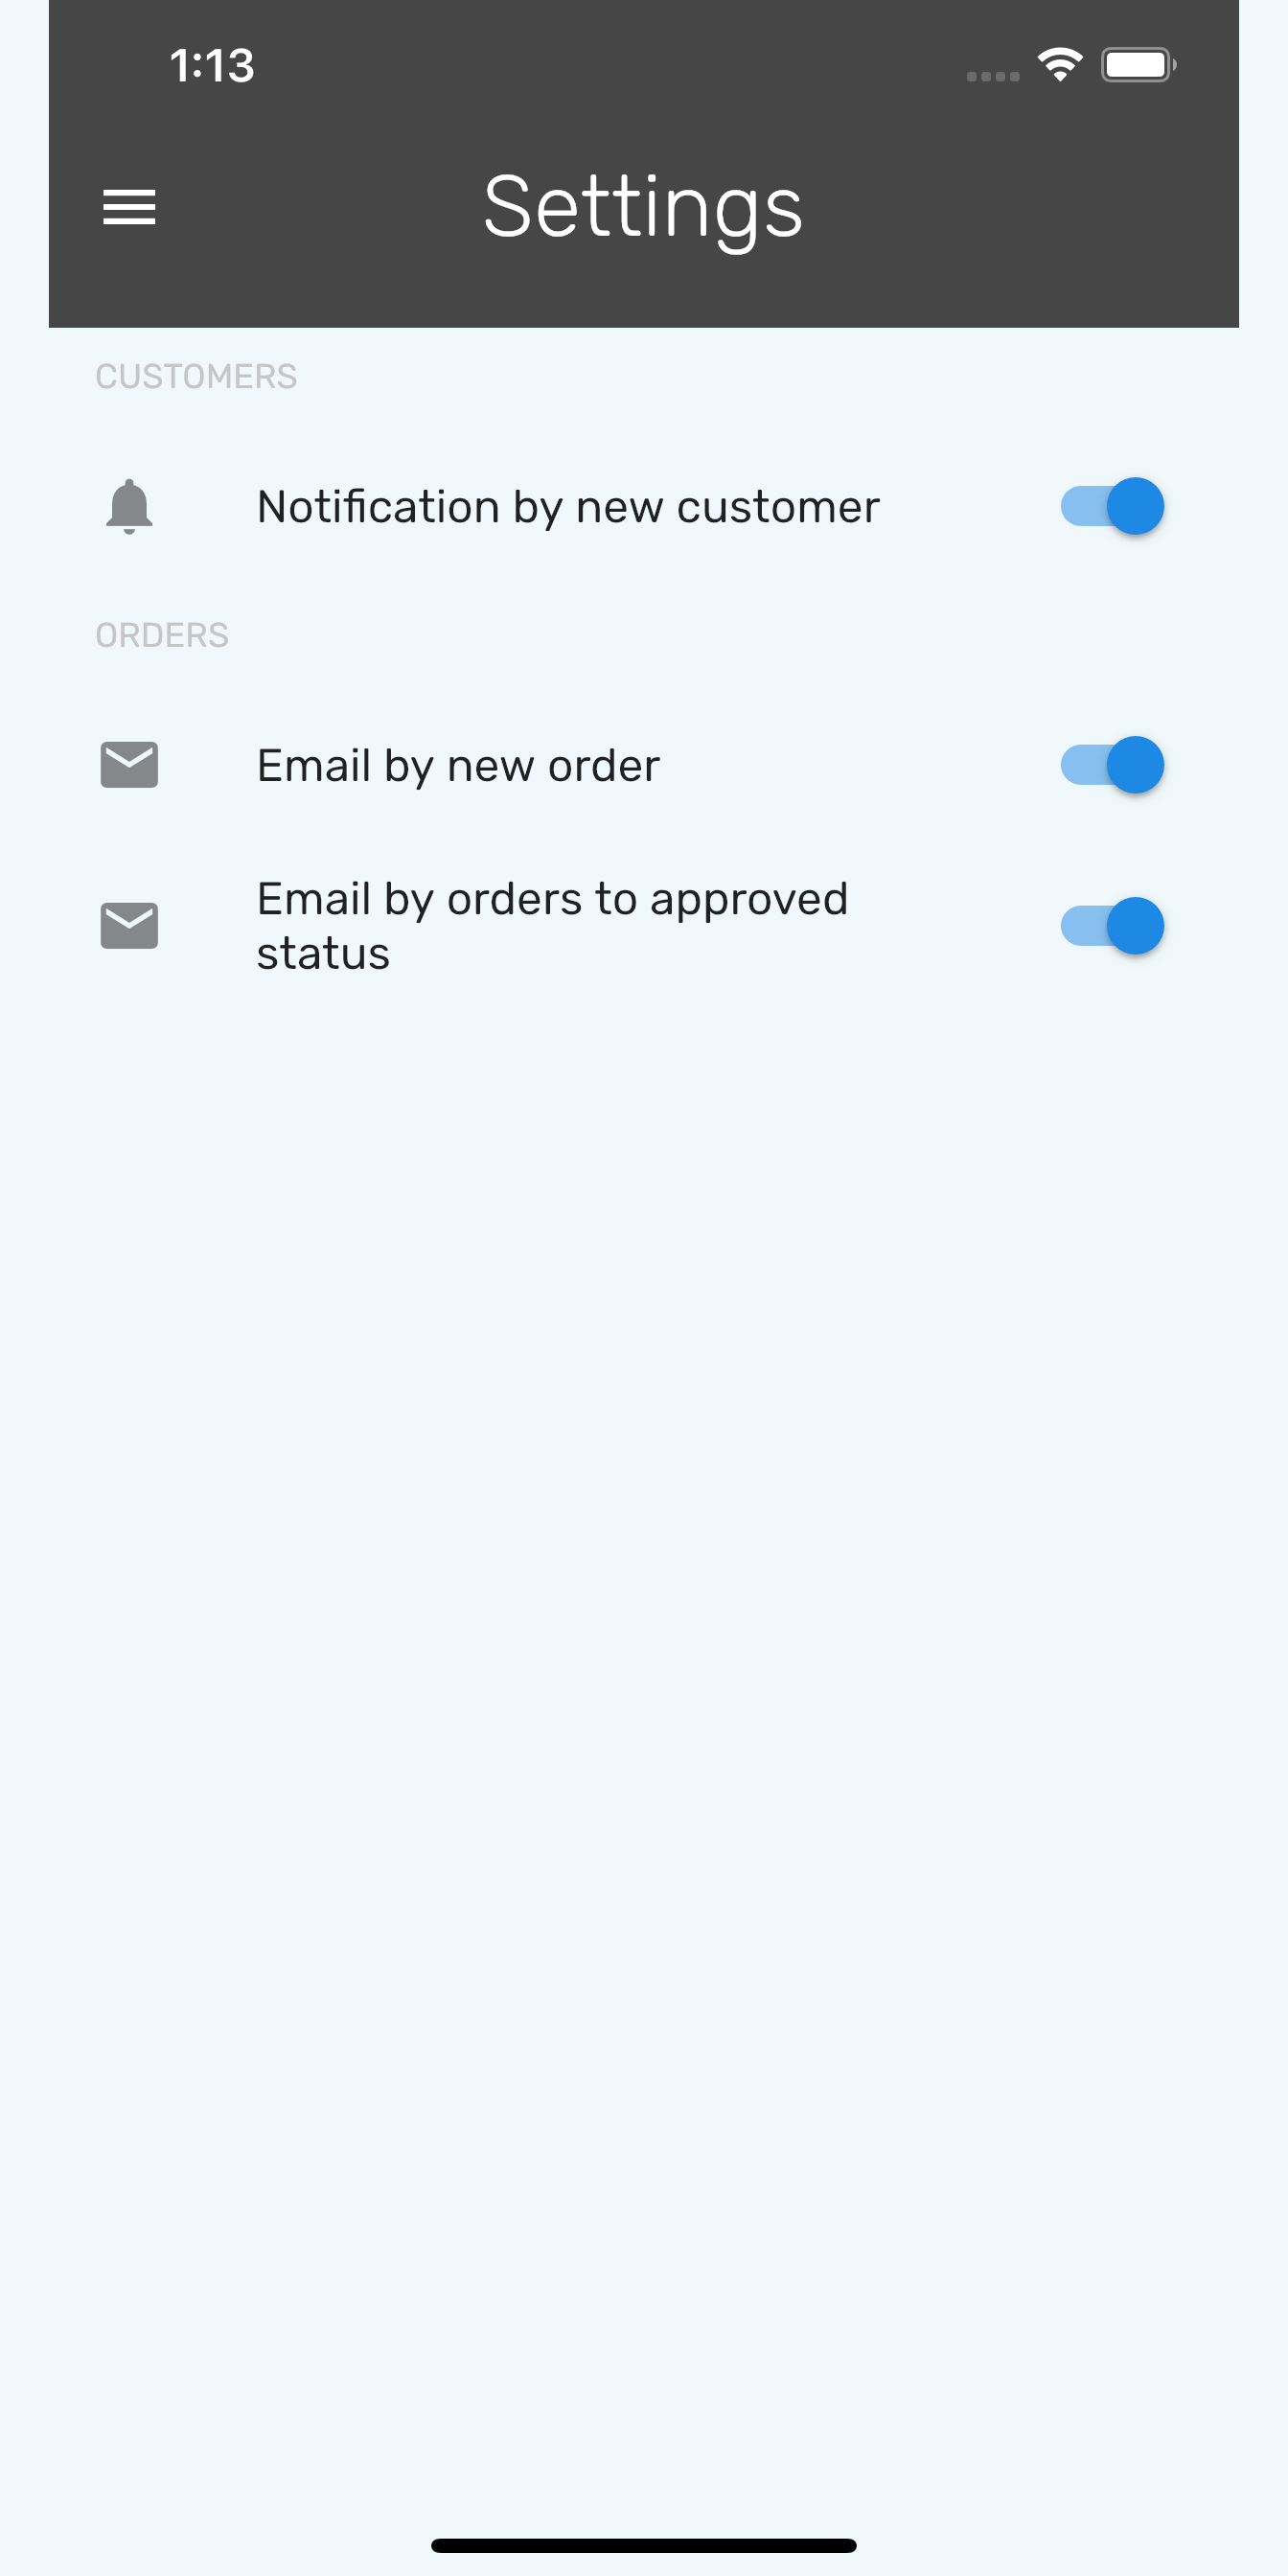 1:13
Settings
CUSTOMERS
Notification by new customer
ORDERS
Email by new order
Email by orders to approved
status